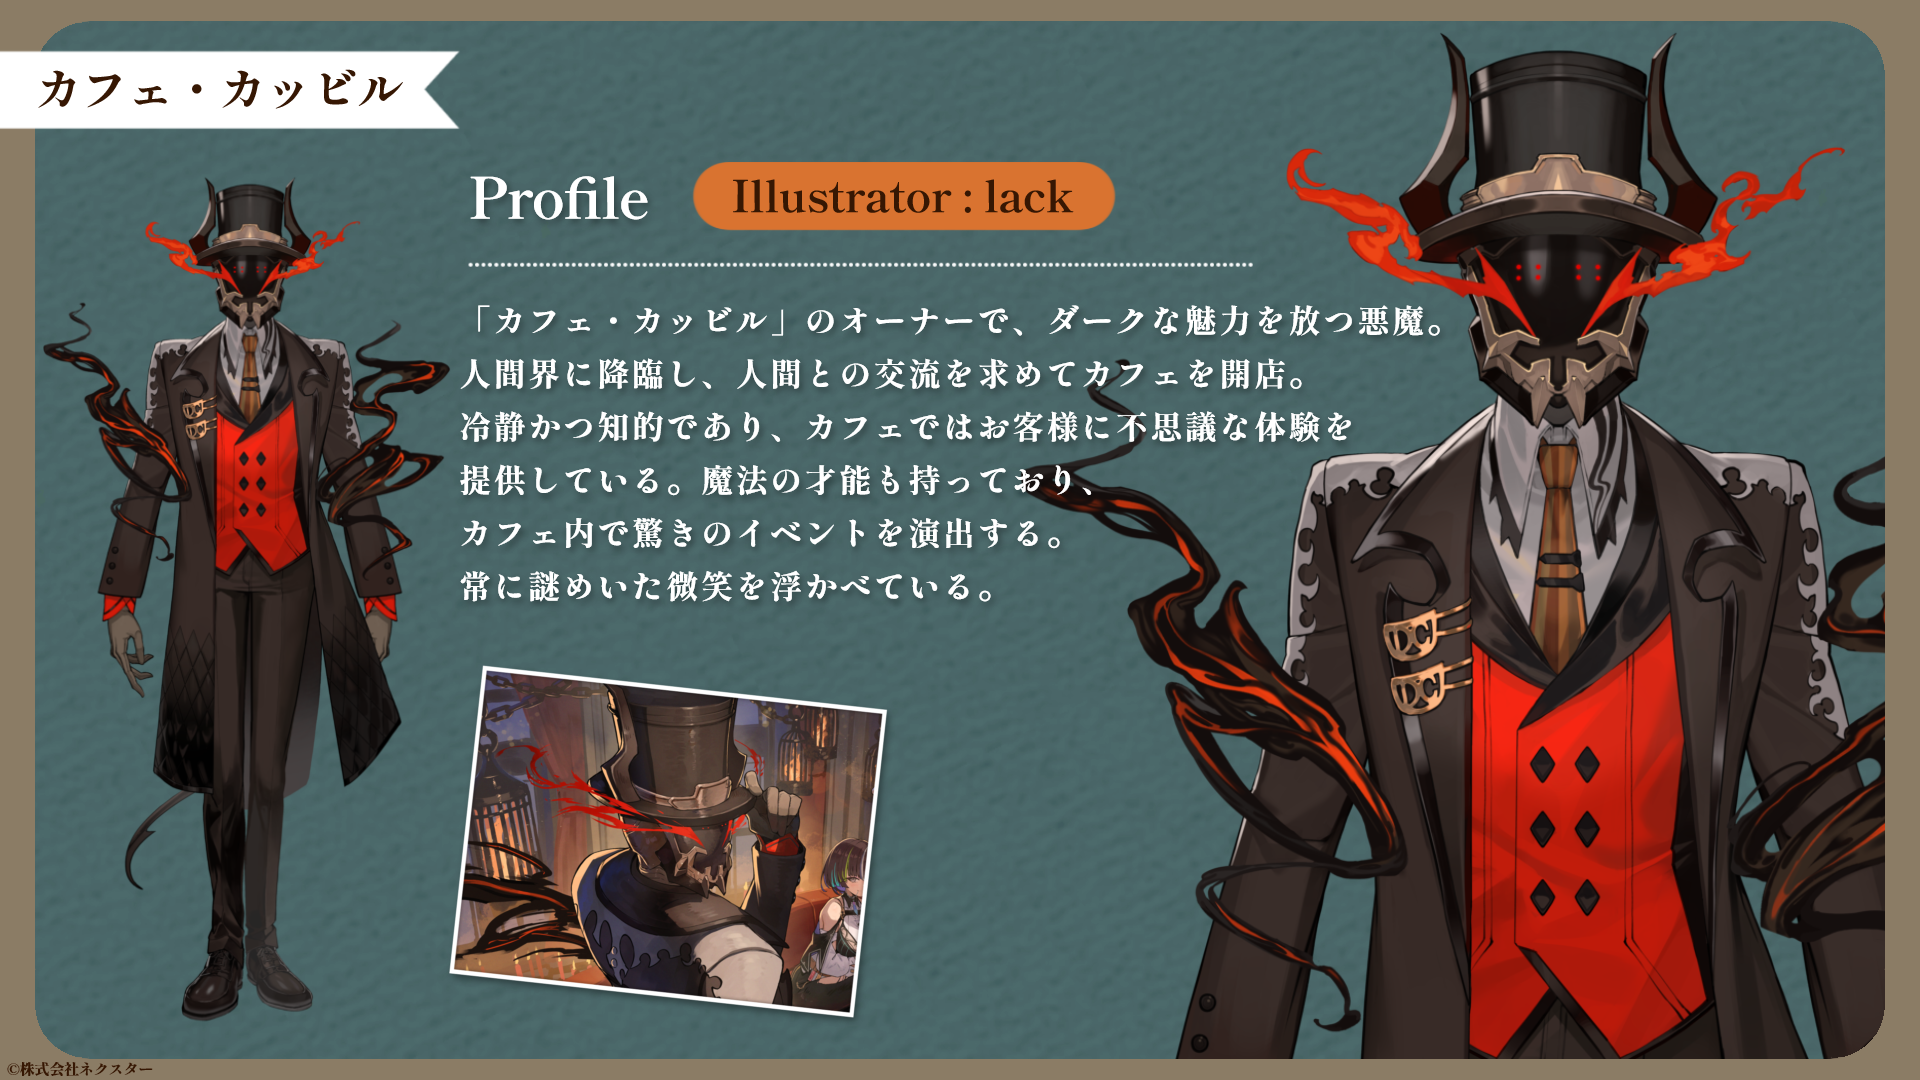 カフェ・カッビル
Profile
Illustrator : lack
「カフェ・カッビル」のオーナーで、ダークな魅力を放つ悪魔。
人間界に降臨し、人間との交流を求めてカフェを開店。
冷静かつ知的であり、カフェではお客様に不思議な体験を
提供している。魔法の才能も持っており、
カフェ内で驚きのイベントを演出する。
常に謎めいた微笑を浮かべている。
DC
DC
©株式会社ネクスター